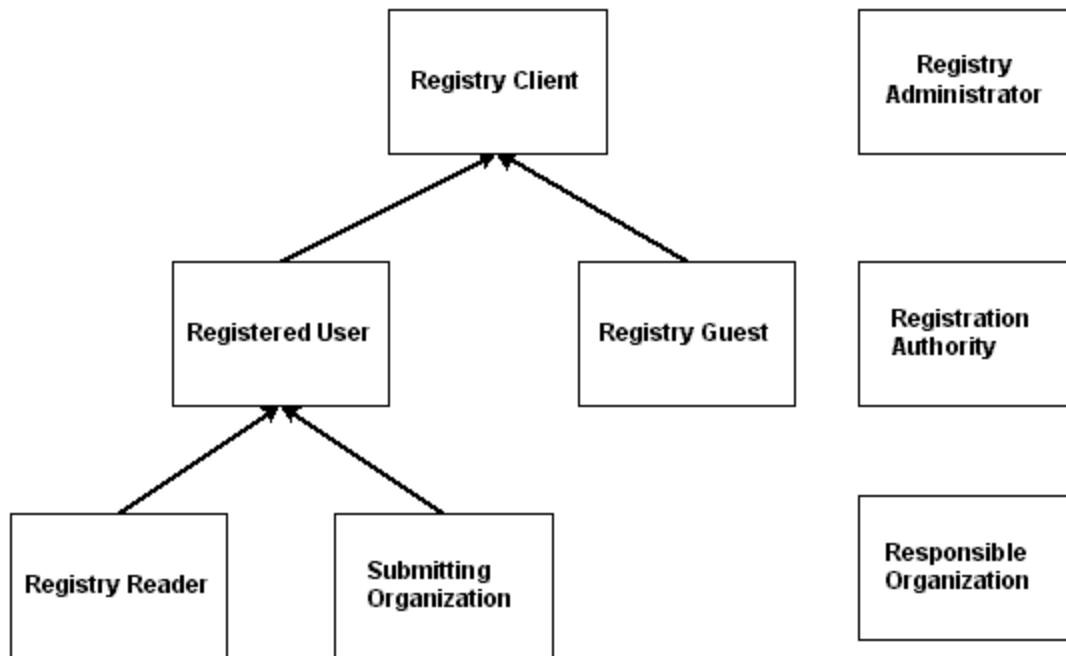 Registry Client
Registry
Administrator
Registered User
Registry Guest
Registration
Authority
Registry Reader
Submitting
Organization
Responsible
Organization